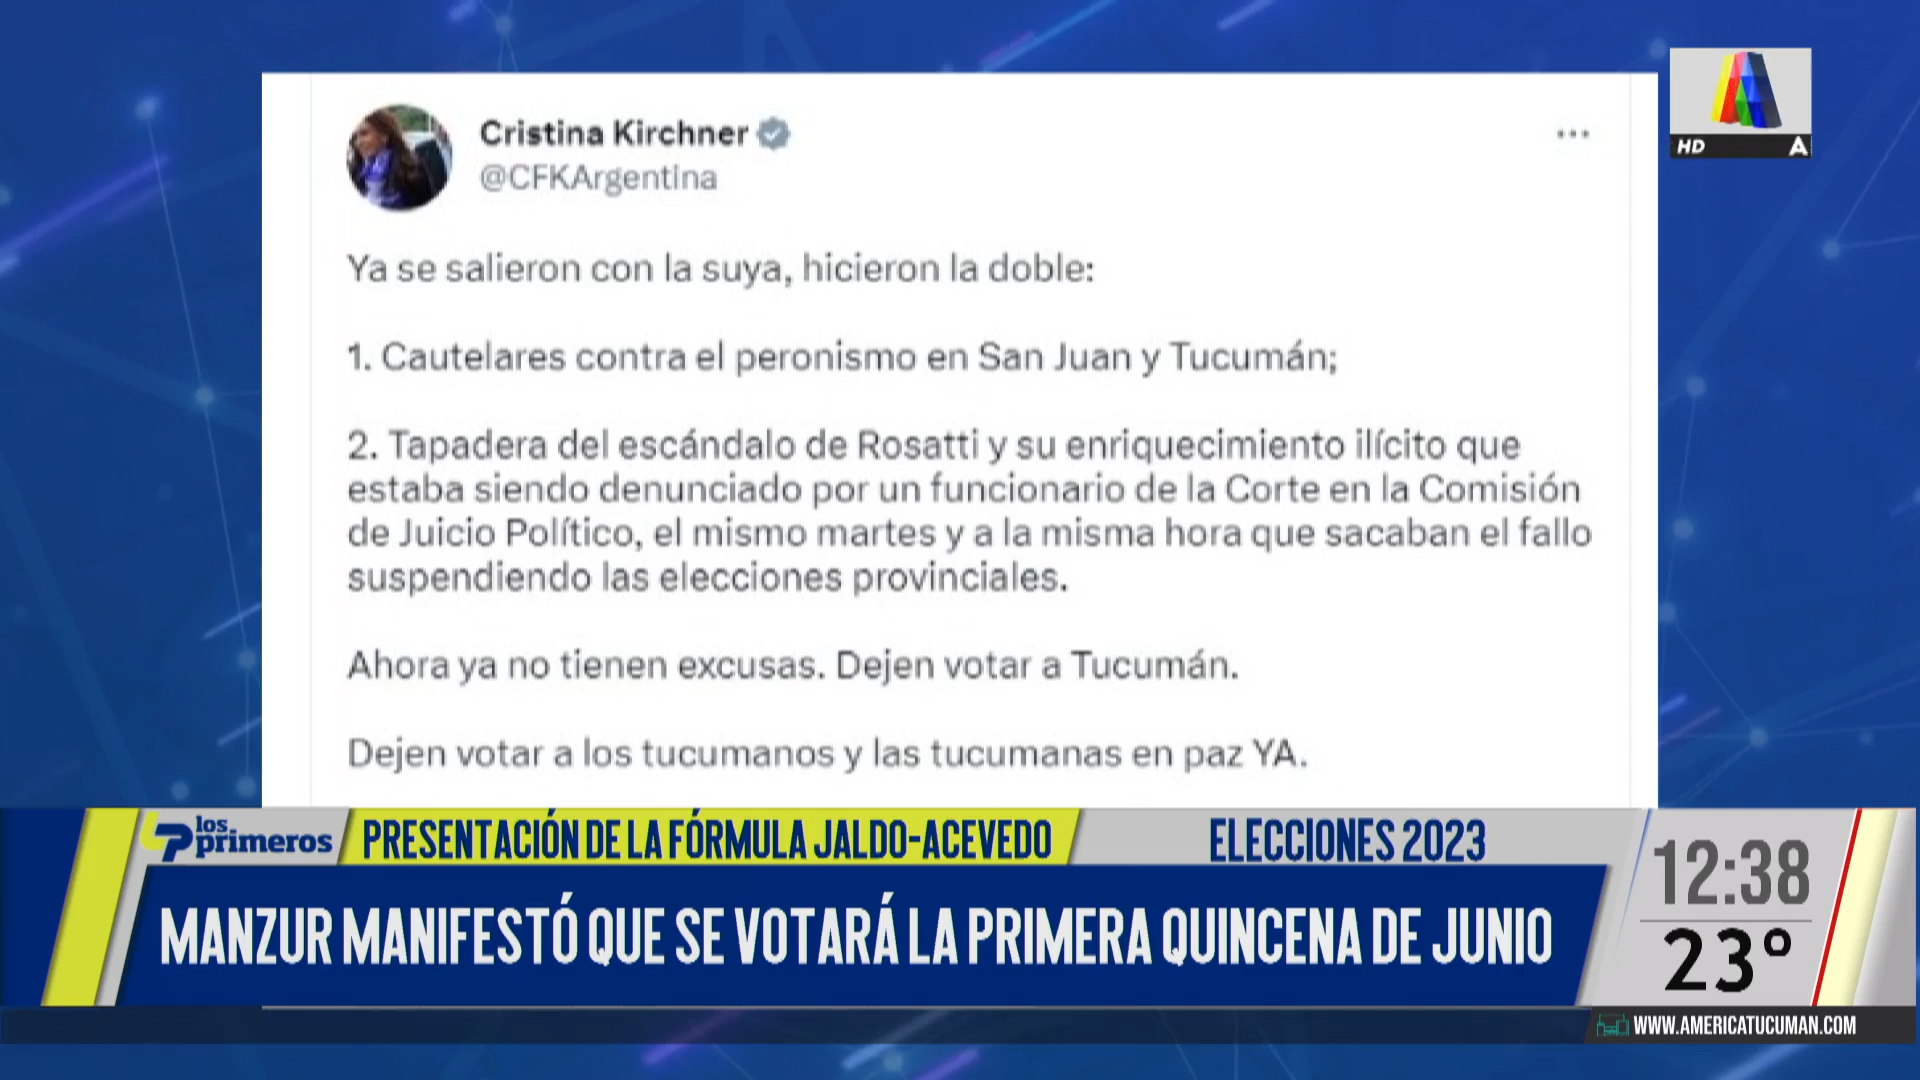 Cristina Kirchner
@CFKArgentina
Ya se salieron con la suya, hicieron la doble:
1. Cautelares contra el peronismo en San Juan y Tucumán;
2. Tapadera del escándalo de Rosatti y su enriquecimiento ilícito que
estaba siendo denunciado por un funcionario de la Corte en la Comisión
de Juicio Político, el mismo martes y a la misma hora que sacaban el fallo
suspendiendo las elecciones provinciales.
Ahora ya no tienen excusas. Dejen votar a Tucumán.
Dejen votar a los tucumanos y las tucumanas en paz YA.
HD A
los
primeros
PRESENTACIÓN DE LA FÓRMULA JALDO-ACEVEDO
ELECCIONES 2023
MANZUR MANIFESTÓ QUE SE VOTARÁ LA PRIMERA QUINCENA DE JUNIO
12:38
23°
WWW.AMERICATUCUMAN.COM